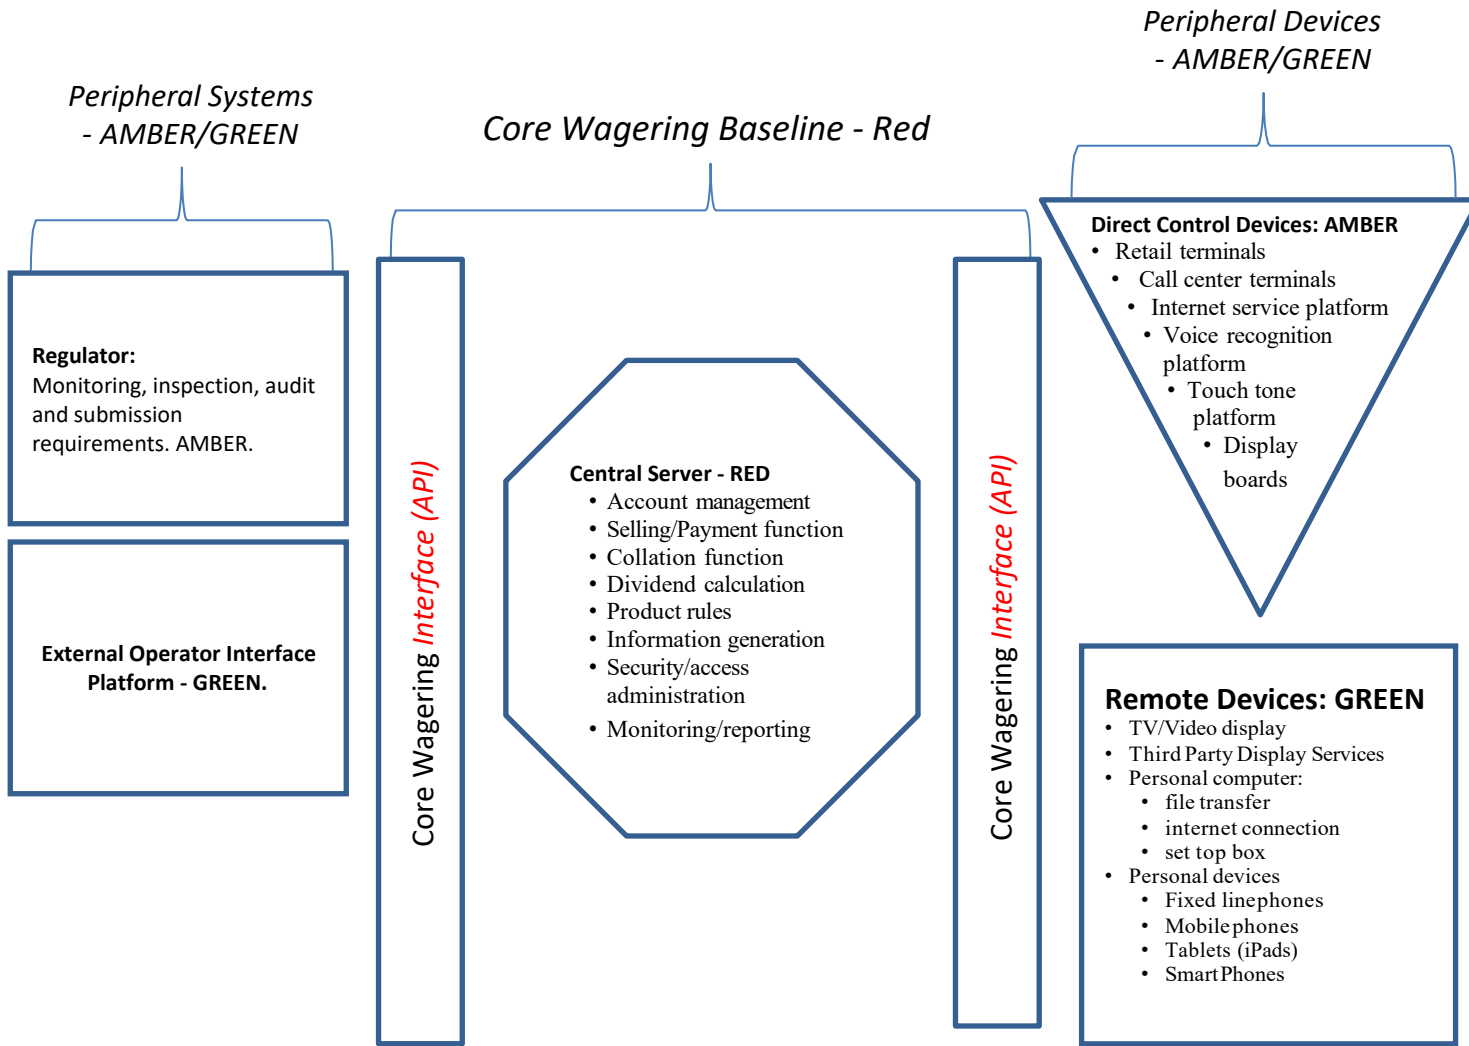 Peripheral Systems
- AMBER/GREEN
Core Wagering Baseline - Red
Peripheral Devices
- AMBER/GREEN
Regulator:
Monitoring, inspection, audit
and submission
requirements. AMBER.
External Operator Interface
Platform - GREEN.
Core Wagering Interface (API)
Central Server - RED
• Account management
• Selling/Payment function
• Collation function
• Dividend calculation
• Product rules
• Information generation
• Security/access
administration
• Monitoring/reporting
Core Wagering Interface (API)
Direct Control Devices: AMBER
• Retail terminals
• Call center terminals
• Internet service platform
• Voice recognition
platform
• Touch tone
platform
• Display
boards
Remote Devices: GREEN
• TV/Video display
• Third Party Display Services
• Personal computer:
• file transfer
• internet connection
• set top box
• Personal devices
• Fixed linephones
• Mobile phones
• Tablets (iPads)
• SmartPhones